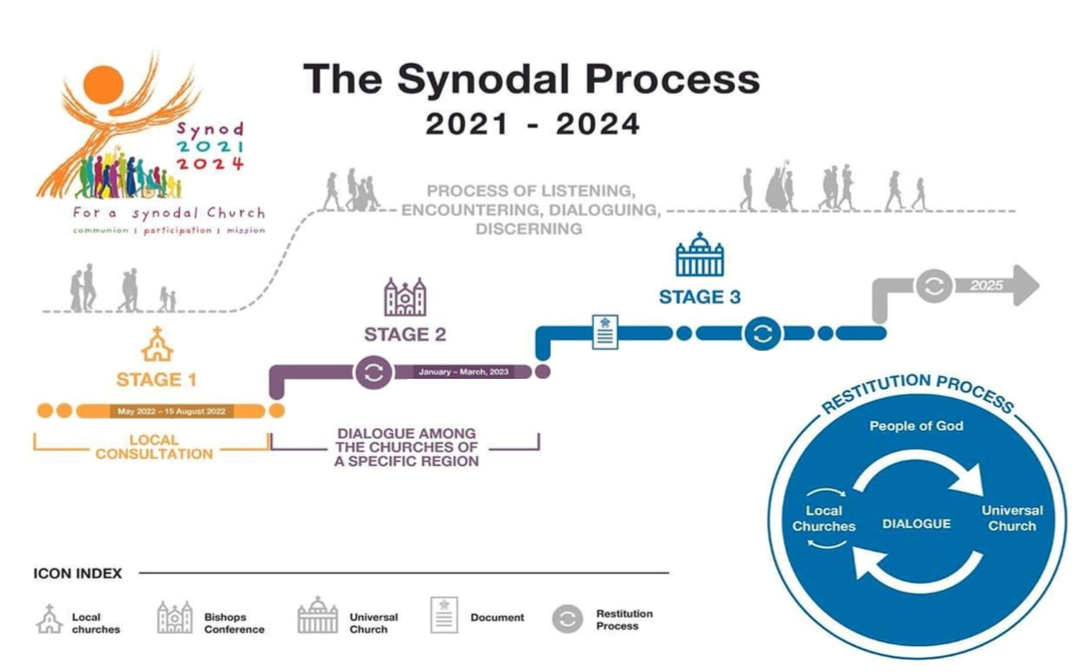 The Synodal Process
2021 - 2024
Synod
2021
2024
For a synodal Church
communion | participation | mission
PROCESS OF LISTENING,
ENCOUNTERING, DIALOGUING,
DISCERNING
STAGE 1
May 2022 – 15 August 2022
LOCAL
CONSULTATION
STAGE 2
January – March, 2023
DIALOGUE AMONG
THE CHURCHES OF
A SPECIFIC REGION
STAGE 3
2025
RESTITUTION PROCESS
People of God
Local
Churches
DIALOGUE
Universal
Church
ICON INDEX
Local
churches
Bishops
Conference
Universal
Church
Document
Restitution
Process